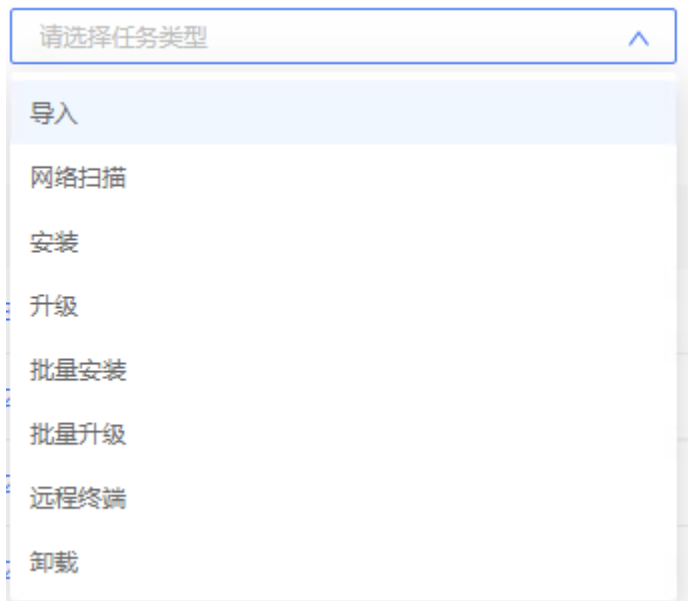 请选择任务类型
导入
网络扫描
安装
升级
批量安装
批量升级
远程终端
卸载